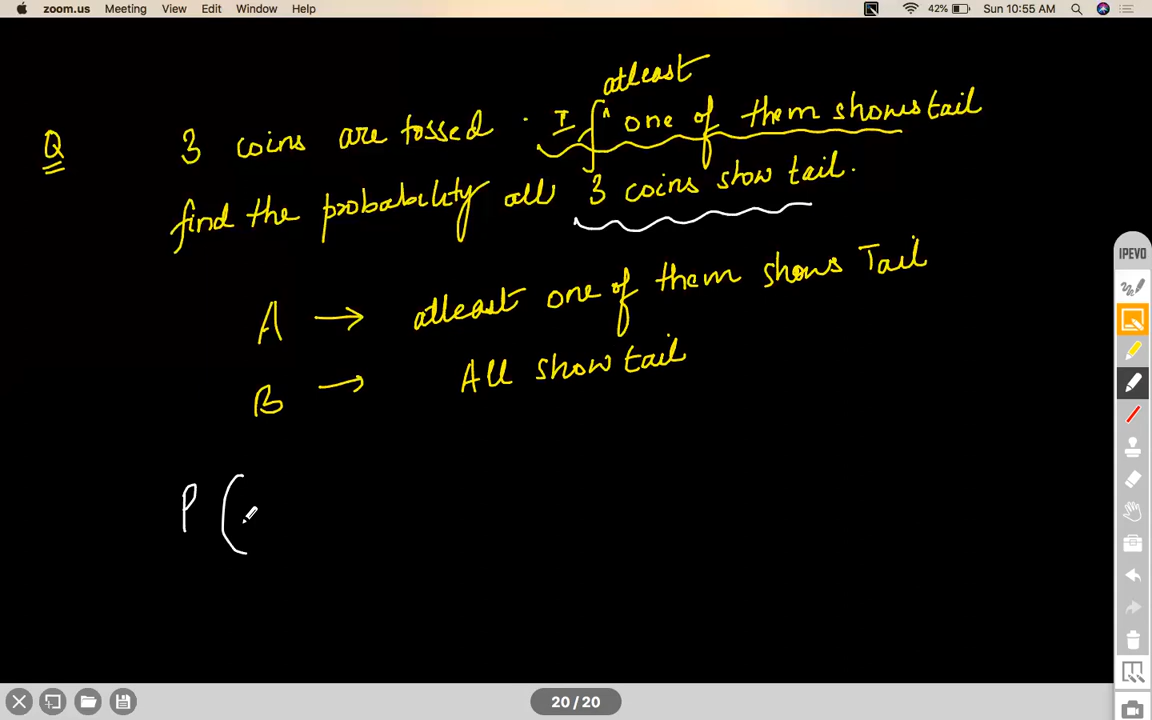 zoom.us Meeting View Edit Window Help 42% Sun 10:55 AM
atleast
Q 3 coins are tossed . If one of them shows tail
find the probability all 3 coins show tail.
A → atleast one of them shows Tail
B → All show tail
P (
IPEVO
20 / 20